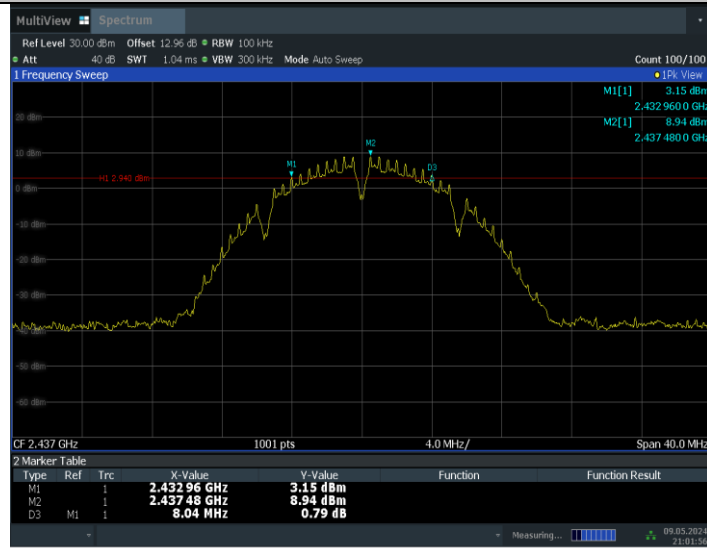 MultiView Spectrum
Ref Level 30.00 dBm Offset 12.96 dB RBW 100 kHz
Att 40 dB SWT 1.04 ms VBW 300 kHz Mode Auto Sweep Count 100/100
1 Frequency Sweep 1Pk View
M1[1] 3.15 dBm
2.4329600 GHz
M2[1] 8.94 dBm
2.4374800 GHz
20 dBm
M2
10 dBm
M1
D3
H1 2.940 dBm
0 dBm
-10 dBm
-20 dBm
-30 dBm
-40 dBm
-50 dBm
-60 dBm
CF 2.437 GHz 1001 pts 4.0 MHz/ Span 40.0 MHz
2 Marker Table
Type Ref Trc X-Value Y-Value Function Function Result
M1 1 2.432 96 GHz 3.15 dBm
M2 1 2.437 48 GHz 8.94 dBm
D3 M1 1 8.04 MHz 0.79 dB
Measuring... 09.05.2024
21:01:56